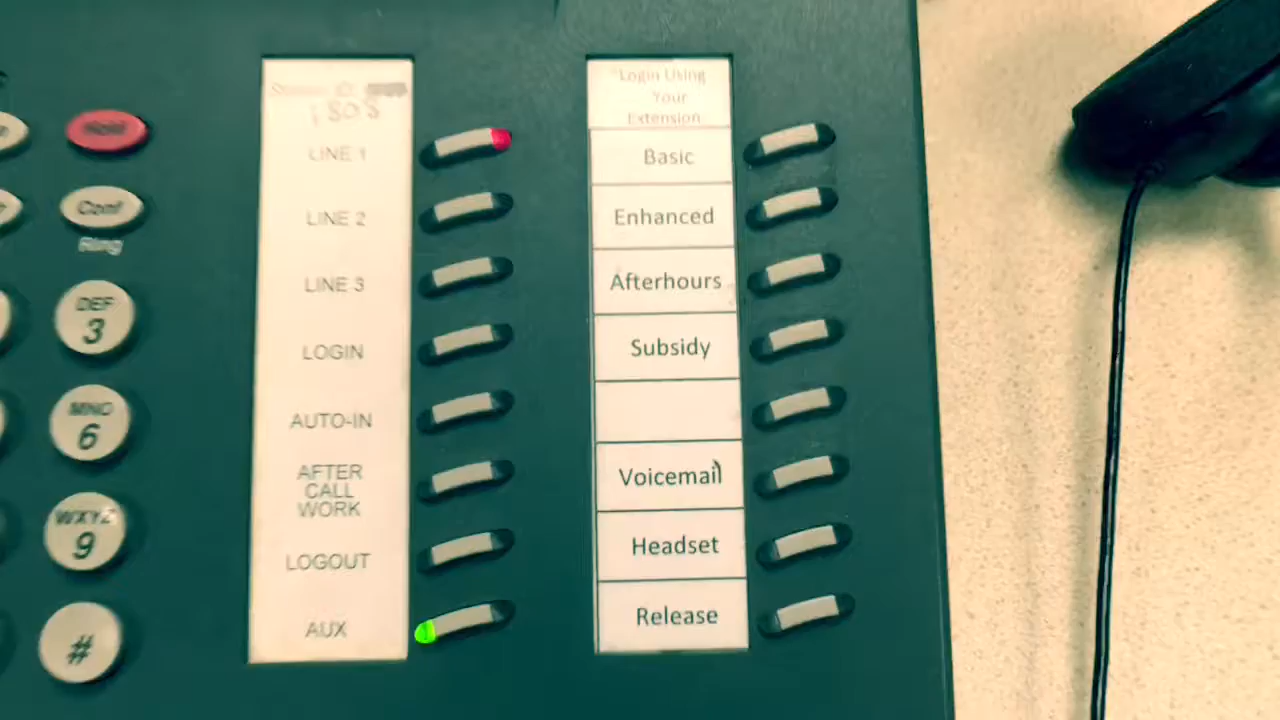 Hold
Conf
Ring
DEF
3
MNO
6
WXYZ
9
#
LINE 1
LINE 2
LINE 3
LOGIN
AUTO-IN
AFTER
CALL
WORK
LOGOUT
AUX
Login Using
Your
Extension
Basic
Enhanced
Afterhours
Subsidy
Voicemail
Headset
Release